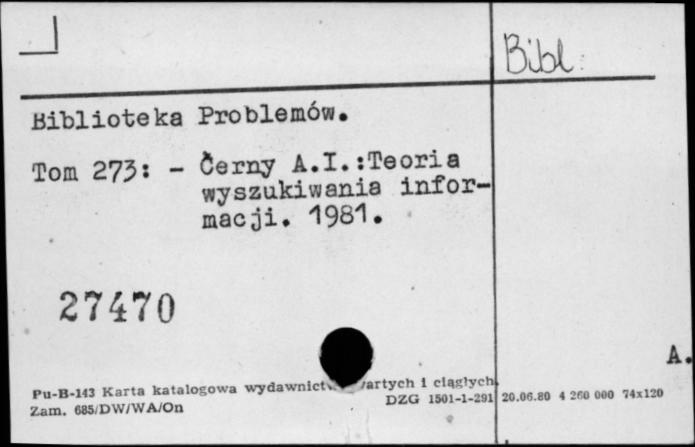 Bibl.
Biblioteka Problemów.
Tom 273: - Černy A.I.:Teoria
wyszukiwania infor-
macji. 1981.
27470
A.
Pu-B-143 Karta katalogowa wydawnictw artych i ciągłych
Zam. 685/DW/WA/On DZG 1501-1-291 20.06.80 4 260 000 74x120